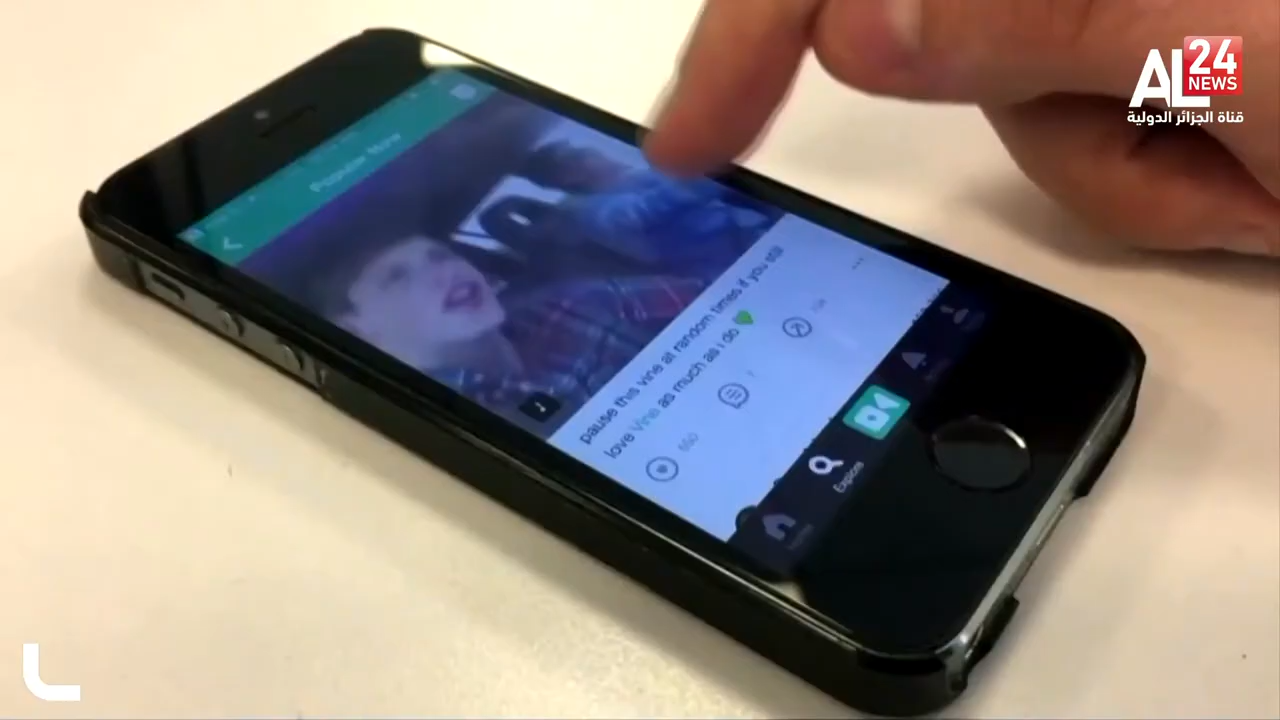 AL
24
NEWS
قناة الجزائر الدولية
Popular Now
pause this vine at random times if you still
love Vine as much as i do
Explore